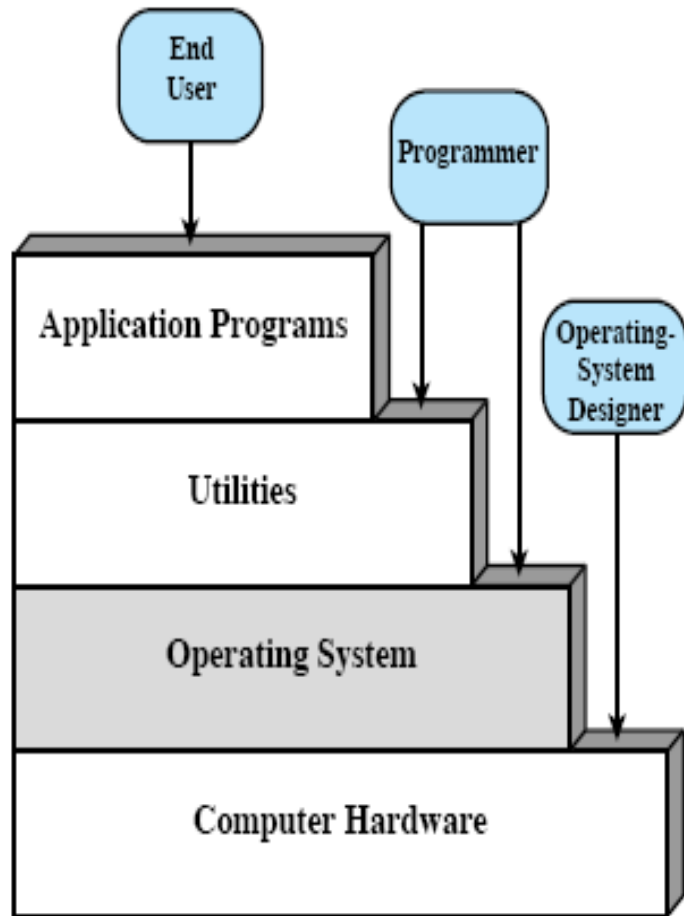 End
User
Programmer
Operating-
System
Designer
Application Programs
Utilities
Operating System
Computer Hardware